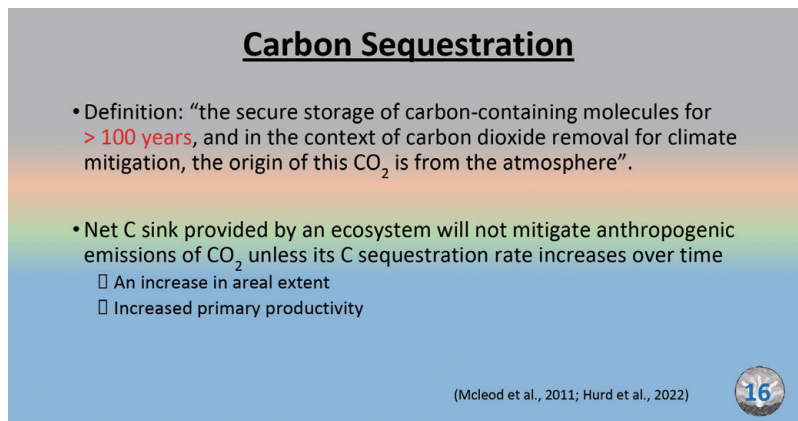 Carbon Sequestration
• Definition: “the secure storage of carbon-containing molecules for
> 100 years, and in the context of carbon dioxide removal for climate
mitigation, the origin of this CO₂ is from the atmosphere”.
• Net C sink provided by an ecosystem will not mitigate anthropogenic
emissions of CO₂ unless its C sequestration rate increases over time
▯ An increase in areal extent
▯ Increased primary productivity
(Mcleod et al., 2011; Hurd et al., 2022)
16